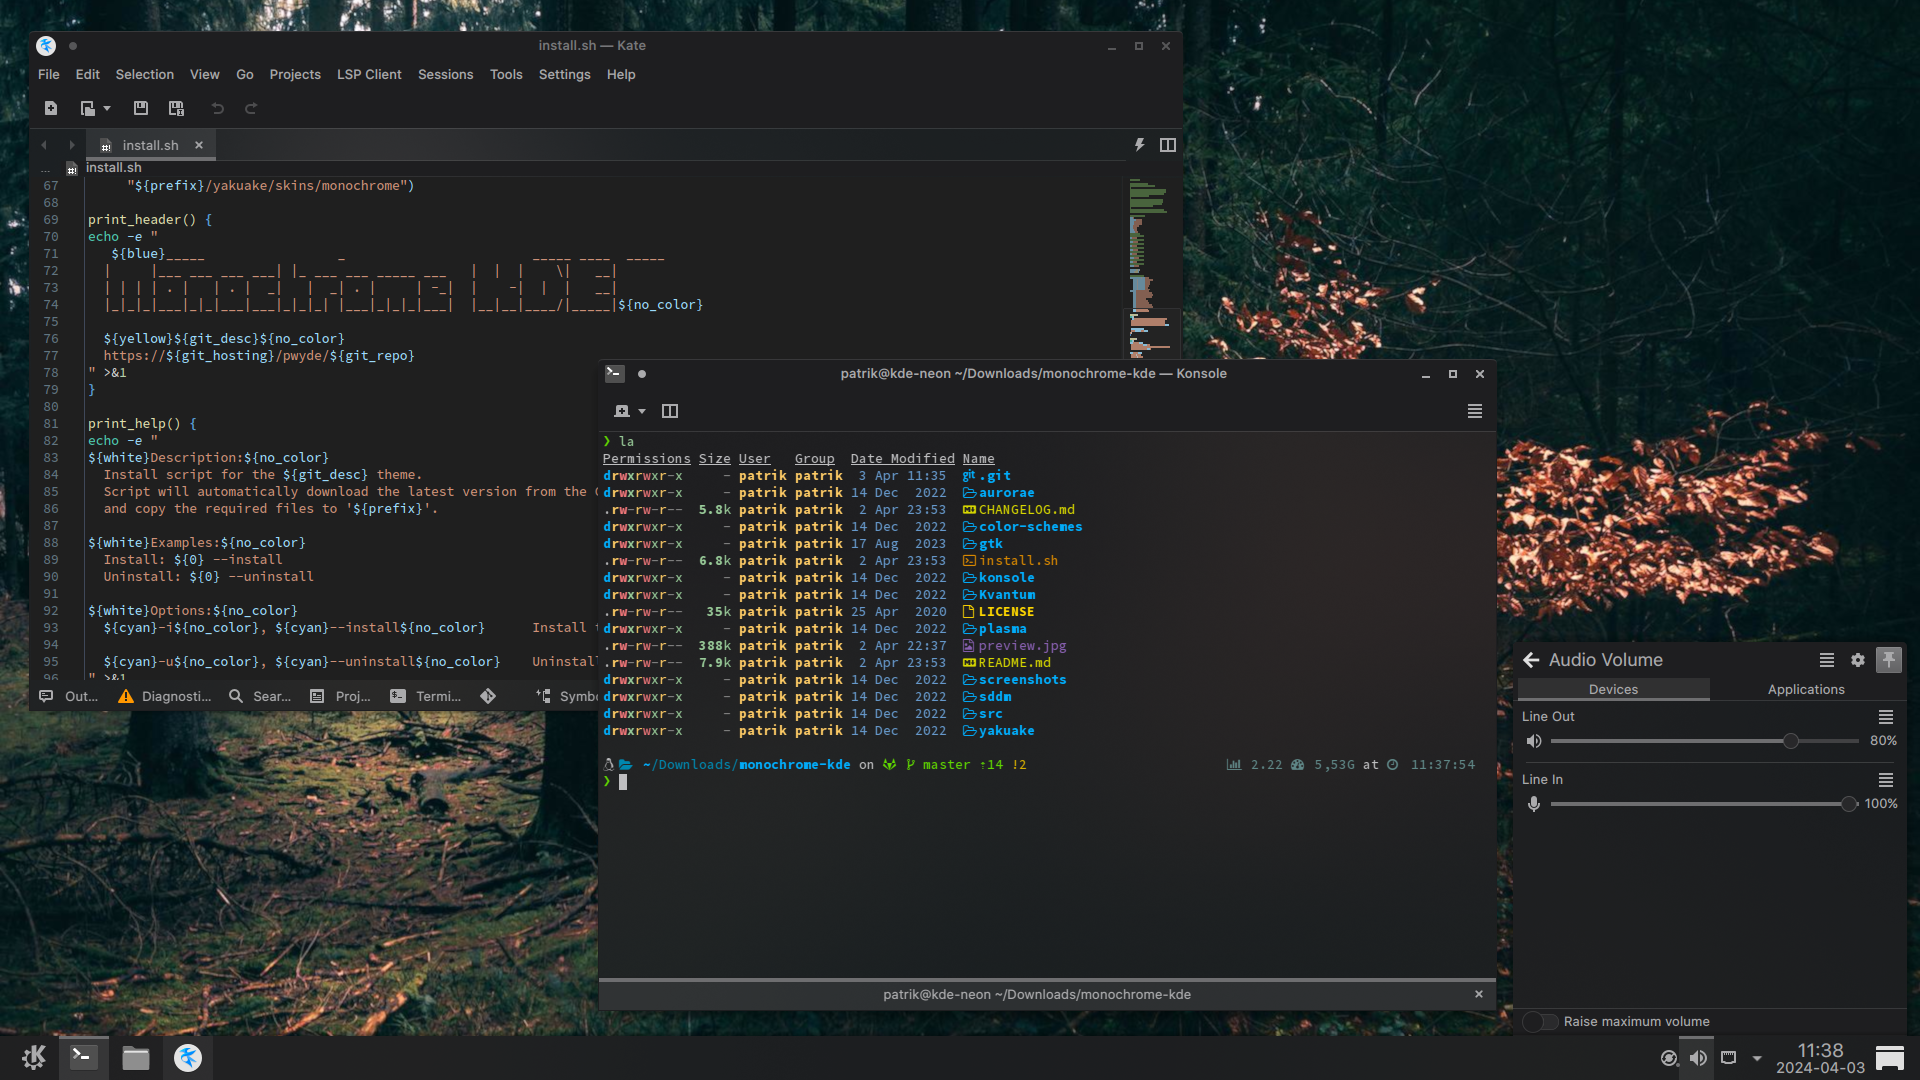 install.sh — Kate
File Edit Selection View Go Projects LSP Client Sessions Tools Settings Help
install.sh
... install.sh
67 "${prefix}/yakuake/skins/monochrome")
68
69 print_header() {
70 echo -e "
71 ${blue}_____ _ _____ ____ _____
72 | |___ ___ ___ ___| |_ ___ ___ _____ ___ | | | \| __|
73 | | | | . | | . | _| | _| . | | -_| | -| | | __|
74 |_|_|_|___|_|_|___|___|_|_|_| |___|_|_|_|___| |__|__|____/|_____|${no_color}
75
76 ${yellow}${git_desc}${no_color}
77 https://${git_hosting}/pwyde/${git_repo}
78 " >&1
79 }
80
81 print_help() {
82 echo -e "
83 ${white}Description:${no_color}
84 Install script for the ${git_desc} theme.
85 Script will automatically download the latest version from the
86 and copy the required files to '${prefix}'.
87
88 ${white}Examples:${no_color}
89 Install: ${0} --install
90 Uninstall: ${0} --uninstall
91
92 ${white}Options:${no_color}
93 ${cyan}-i${no_color}, ${cyan}--install${no_color} Install
94
95 ${cyan}-u${no_color}, ${cyan}--uninstall${no_color} Uninstal
96 " >&1
Out... Diagnosti... Sear... Proj... Termi... Symbo
patrik@kde-neon ~/Downloads/monochrome-kde — Konsole
❯ la
Permissions Size User Group Date Modified Name
drwxrwxr-x - patrik patrik 3 Apr 11:35 git .git
drwxrwxr-x - patrik patrik 14 Dec 2022 aurorae
.rw-rw-r-- 5.8k patrik patrik 2 Apr 23:53 CHANGELOG.md
drwxrwxr-x - patrik patrik 14 Dec 2022 color-schemes
drwxrwxr-x - patrik patrik 17 Aug 2023 gtk
.rw-rw-r-- 6.8k patrik patrik 2 Apr 23:53 install.sh
drwxrwxr-x - patrik patrik 14 Dec 2022 konsole
drwxrwxr-x - patrik patrik 14 Dec 2022 Kvantum
.rw-rw-r-- 35k patrik patrik 25 Apr 2020 LICENSE
drwxrwxr-x - patrik patrik 14 Dec 2022 plasma
.rw-rw-r-- 388k patrik patrik 2 Apr 22:37 preview.jpg
.rw-rw-r-- 7.9k patrik patrik 2 Apr 23:53 README.md
drwxrwxr-x - patrik patrik 14 Dec 2022 screenshots
drwxrwxr-x - patrik patrik 14 Dec 2022 sddm
drwxrwxr-x - patrik patrik 14 Dec 2022 src
drwxrwxr-x - patrik patrik 14 Dec 2022 yakuake
~/Downloads/monochrome-kde on master ⇡14 !2 2.22 5,53G at 11:37:54
❯
patrik@kde-neon ~/Downloads/monochrome-kde
Audio Volume
Devices Applications
Line Out
80%
Line In
100%
Raise maximum volume
11:38
2024-04-03